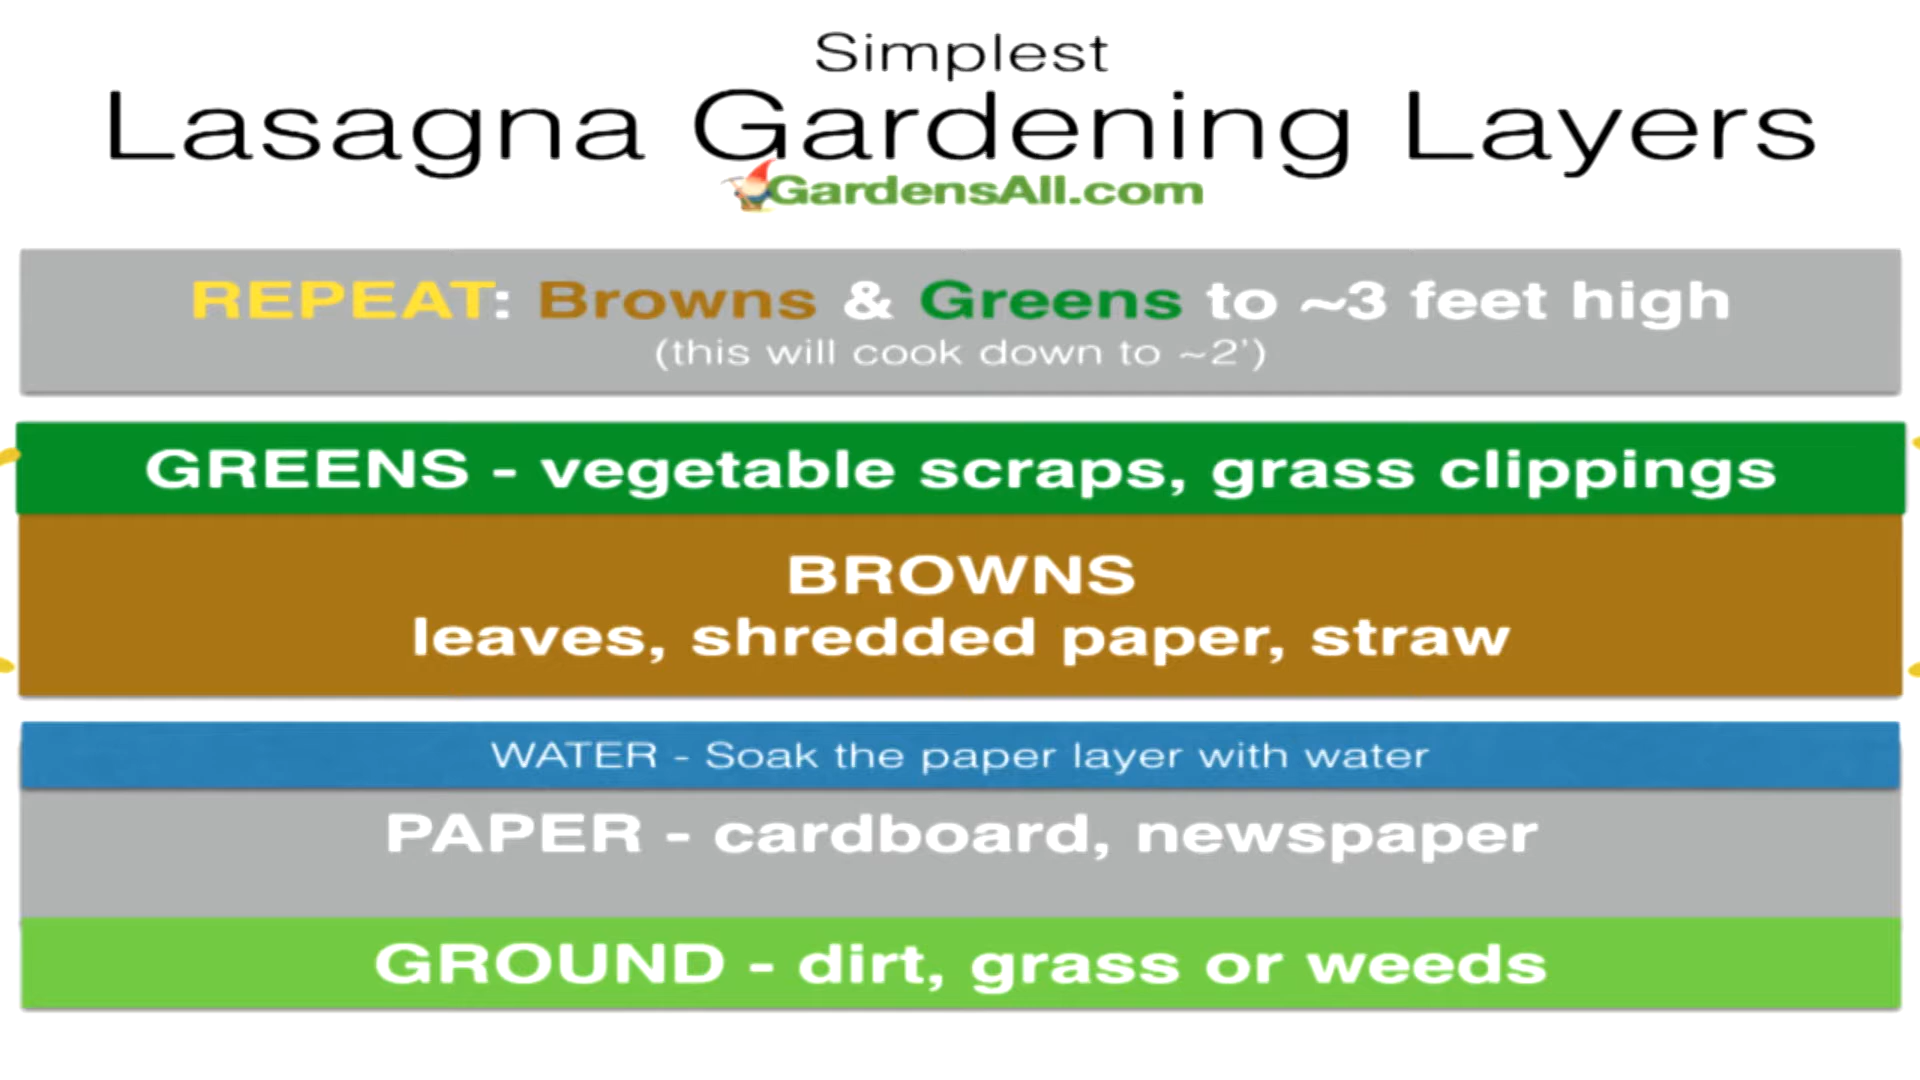 Simplest
Lasagna Gardening Layers
GardensAll.com
REPEAT: Browns & Greens to ~3 feet high
(this will cook down to ~2')
GREENS - vegetable scraps, grass clippings
BROWNS
leaves, shredded paper, straw
WATER - Soak the paper layer with water
PAPER - cardboard, newspaper
GROUND - dirt, grass or weeds